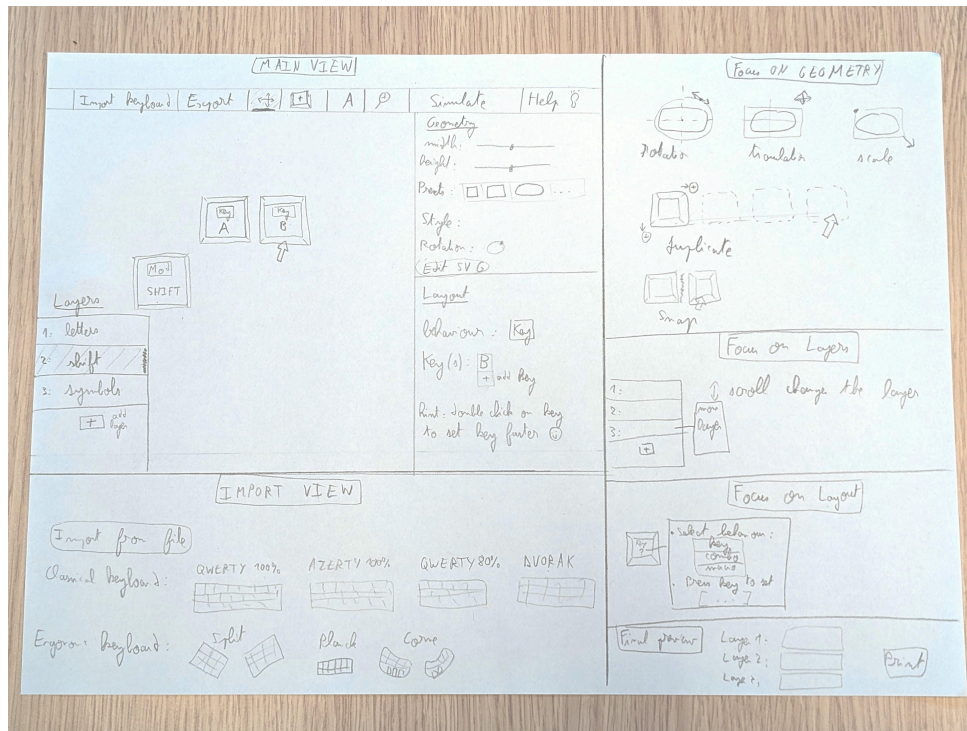 MAIN VIEW
Import Keyboard Export A Simulate Help
Geometry
width:
height:
Style:
Rotation:
Edit SVG
Layout
behaviour: Key
Key(s): B
+ add key
hint: double click on key
to set key faster
Key
A
Key
B
Mod
SHIFT
Layers
1: letters
2: shift
3: symbols
+ add
layer
IMPORT VIEW
Import from file
Classical keyboard: QWERTY 100% AZERTY 100% QWERTY 80% DVORAK
keyboard: Split Planck Corne
Focus ON GEOMETRY
Rotation translation scale
duplicate
Snap
Focus on Layers
1:
2:
3:
+
move
layer
scroll change the layer
Focus on Layout
Key
?
• Select behaviour:
key
combo
macro
• Press key to set
[...]
Final preview
Layer 1:
Layer 2:
Print